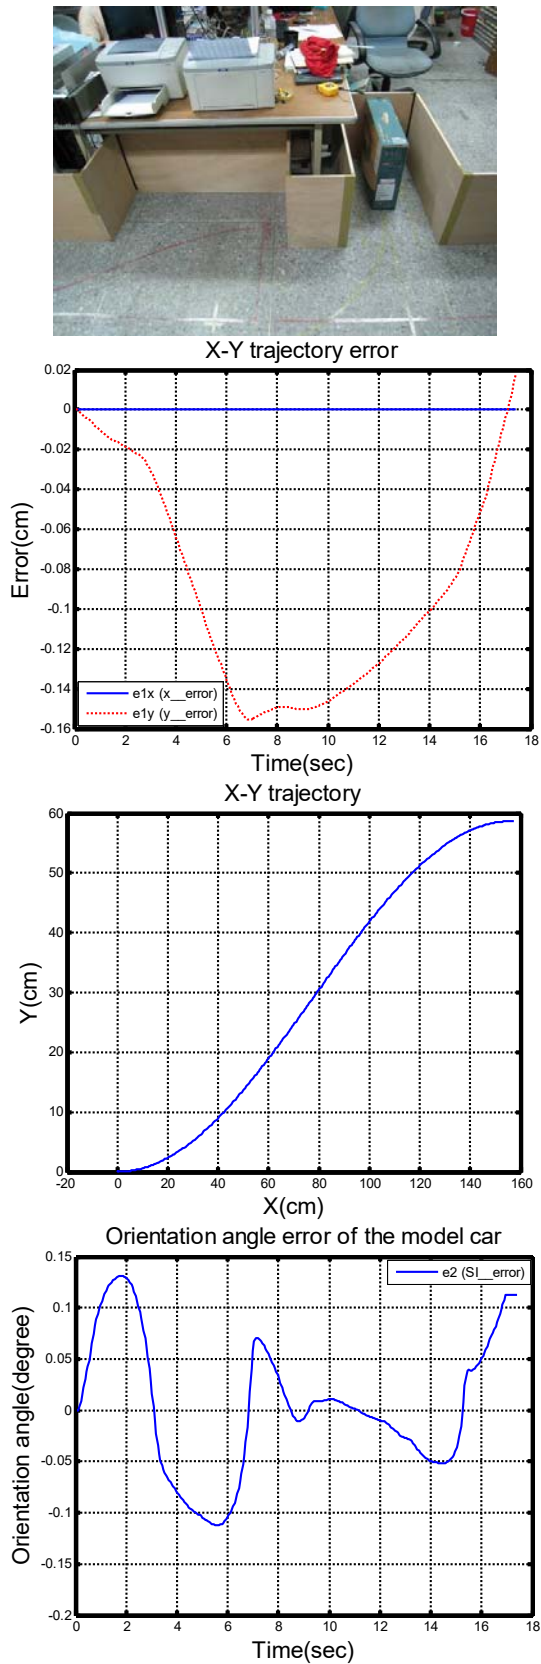 X-Y trajectory error
0.02
0
-0.02
-0.04
-0.06
-0.08
-0.1
-0.12
-0.14
-0.16
Error(cm)
e1x (x__error)
e1y (y__error)
0 2 4 6 8 10 12 14 16 18
Time(sec)
X-Y trajectory
60
50
40
30
20
10
0
Y(cm)
-20 0 20 40 60 80 100 120 140 160
X(cm)
Orientation angle error of the model car
0.15
0.1
0.05
0
-0.05
-0.1
-0.15
-0.2
Orientation angle(degree)
e2 (SI__error)
0 2 4 6 8 10 12 14 16 18
Time(sec)